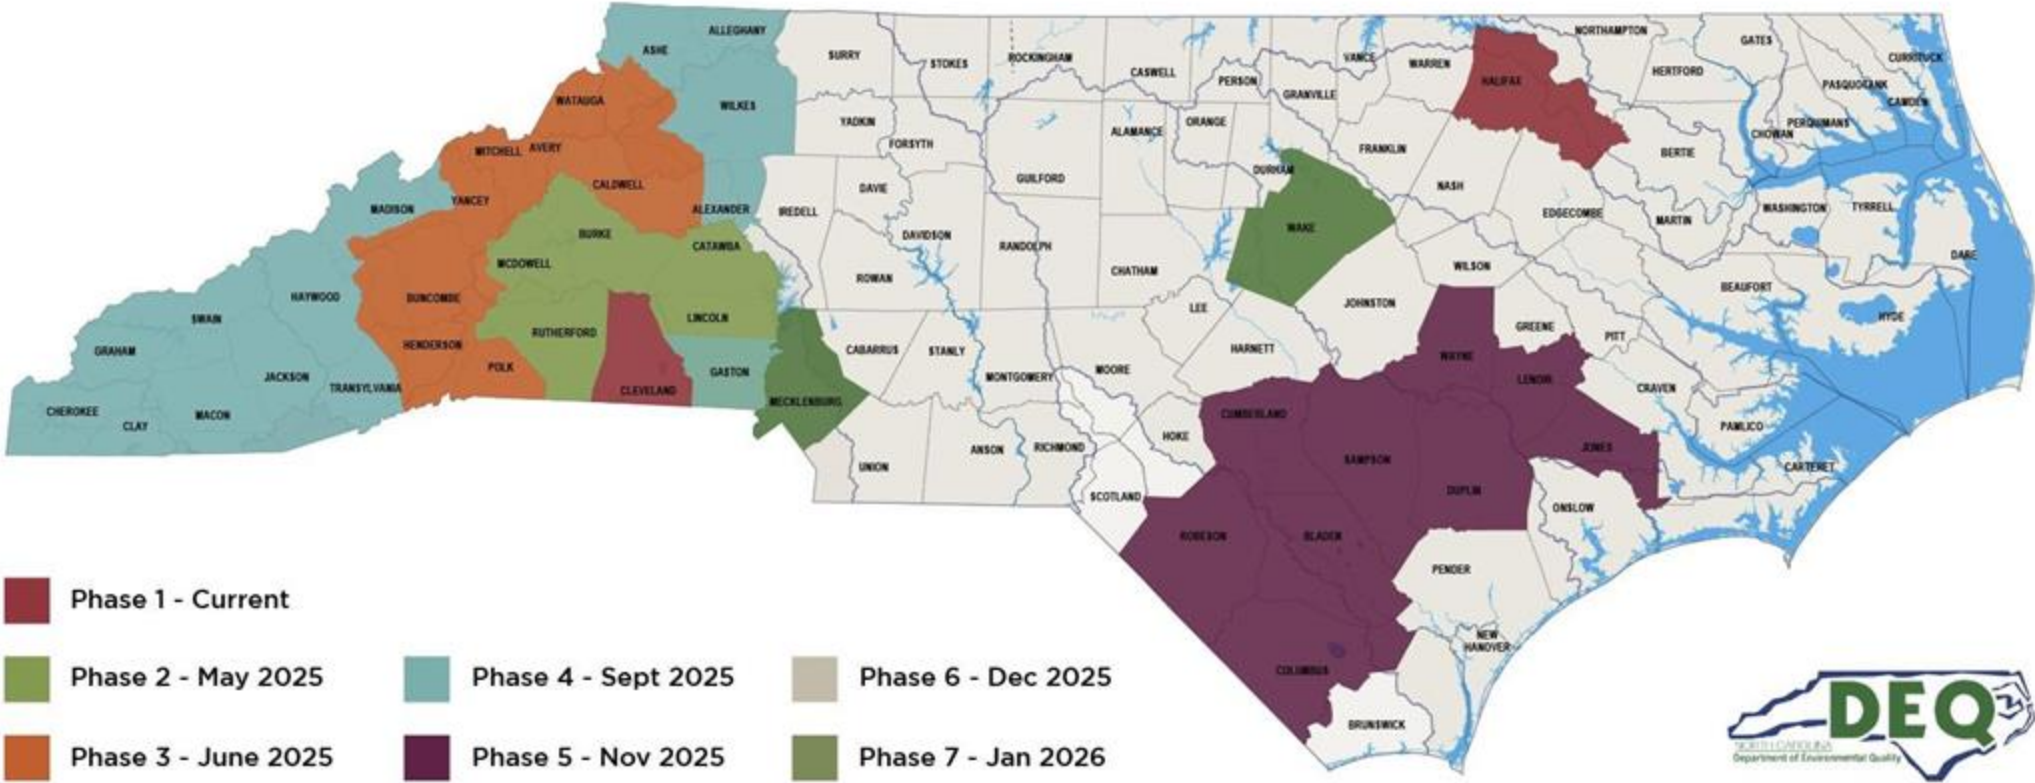 ALLEGHANY
ASHE
SURRY
STOKES
ROCKINGHAM
CASWELL
PERSON
VANCE
WARREN
NORTHAMPTON
GATES
CURRITUCK
HALIFAX
HERTFORD
PASQUOTANK
CAMDEN
WATAUGA
WILKES
GRANVILLE
YADKIN
FORSYTH
ALAMANCE
ORANGE
PERQUIMANS
CHOWAN
MITCHELL
AVERY
DURHAM
FRANKLIN
BERTIE
CALDWELL
DAVIE
GUILFORD
NASH
YANCEY
MADISON
ALEXANDER
IREDELL
EDGECOMBE
MARTIN
WASHINGTON
TYRRELL
BURKE
CATAWBA
DAVIDSON
RANDOLPH
WAKE
DARE
MCDOWELL
ROWAN
CHATHAM
WILSON
HAYWOOD
BUNCOMBE
BEAUFORT
SWAIN
LINCOLN
LEE
JOHNSTON
HYDE
RUTHERFORD
GREENE
PITT
GRAHAM
HENDERSON
CABARRUS
STANLY
HARNETT
WAYNE
POLK
GASTON
MONTGOMERY
MOORE
JACKSON
TRANSYLVANIA
CLEVELAND
LENOIR
CRAVEN
CHEROKEE
CLAY
MACON
MECKLENBURG
CUMBERLAND
PAMLICO
HOKE
ANSON
RICHMOND
JONES
UNION
SAMPSON
CARTERET
SCOTLAND
DUPLIN
ONSLOW
ROBESON
BLADEN
PENDER
NEW
HANOVER
COLUMBUS
BRUNSWICK
Phase 1 - Current
Phase 2 - May 2025
Phase 4 - Sept 2025
Phase 6 - Dec 2025
Phase 3 - June 2025
Phase 5 - Nov 2025
Phase 7 - Jan 2026
DEQ
NORTH CAROLINA
Department of Environmental Quality